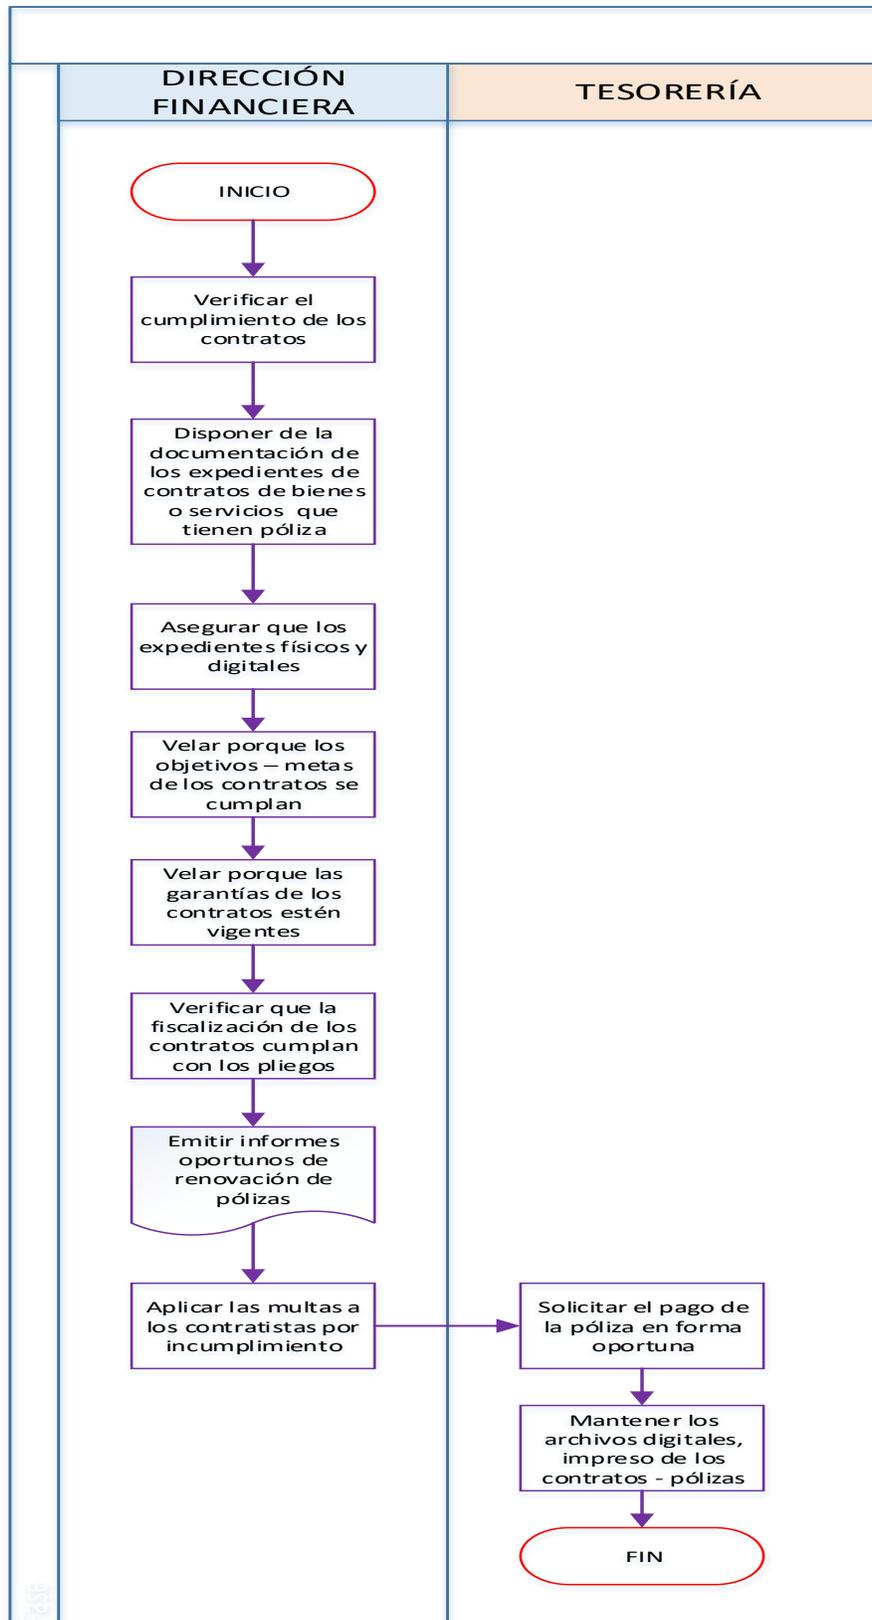 DIRECCIÓN
FINANCIERA
TESORERÍA
INICIO
Verificar el
cumplimiento de los
contratos
Disponer de la
documentación de
los expedientes de
contratos de bienes
o servicios que
tienen póliza
Asegurar que los
expedientes físicos y
digitales
Velar porque los
objetivos – metas
de los contratos se
cumplan
Velar porque las
garantías de los
contratos estén
vigentes
Verificar que la
fiscalización de los
contratos cumplan
con los pliegos
Emitir informes
oportunos de
renovación de
pólizas
Aplicar las multas a
los contratistas por
incumplimiento
Solicitar el pago de
la póliza en forma
oportuna
Mantener los
archivos digitales,
impreso de los
contratos - pólizas
FIN
Fase